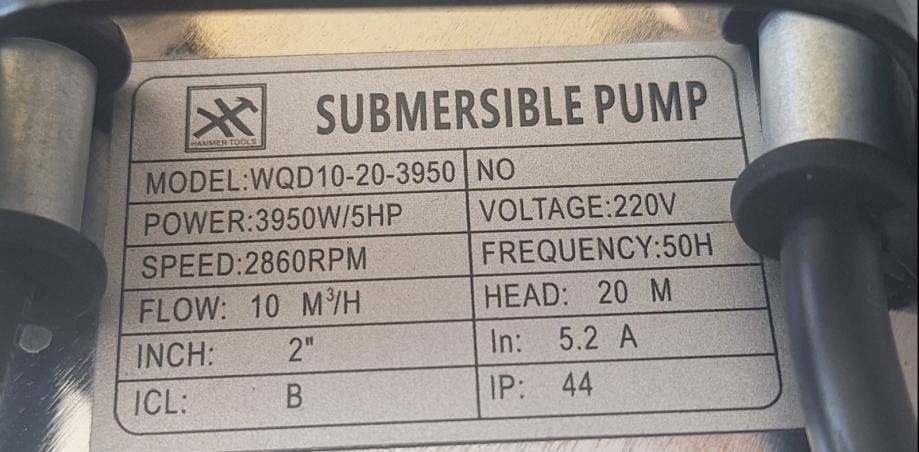 HAMMER TOOLS
SUBMERSIBLE PUMP
MODEL:WQD10-20-3950 NO
POWER:3950W/5HP VOLTAGE:220V
SPEED:2860RPM FREQUENCY:50H
FLOW: 10 M³/H HEAD: 20 M
INCH: 2" In: 5.2 A
ICL: B IP: 44